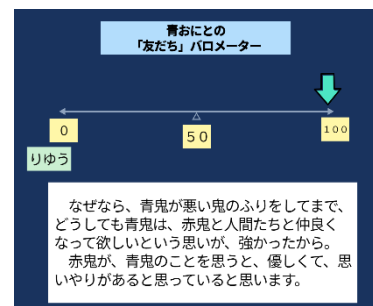 青おにとの
「友だち」バロメーター
0
50
100
りゆう
なぜなら、青鬼が悪い鬼のふりをしてまで、
どうしても青鬼は、赤鬼と人間たちと仲良く
なって欲しいという思いが、強かったから。
赤鬼が、青鬼のことを思うと、優しくて、思
いやりがあると思っていると思います。